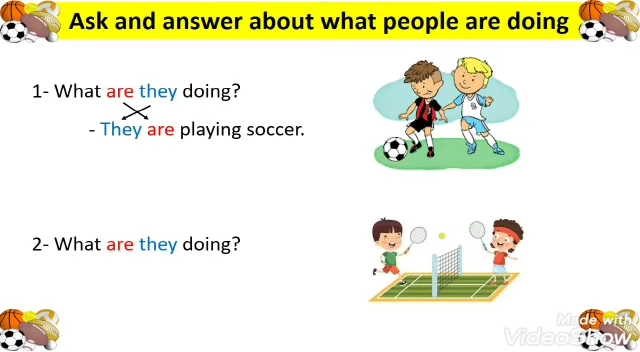 Ask and answer about what people are doing
1- What are they doing?
- They are playing soccer.
2- What are they doing?
Made with
VideoShow